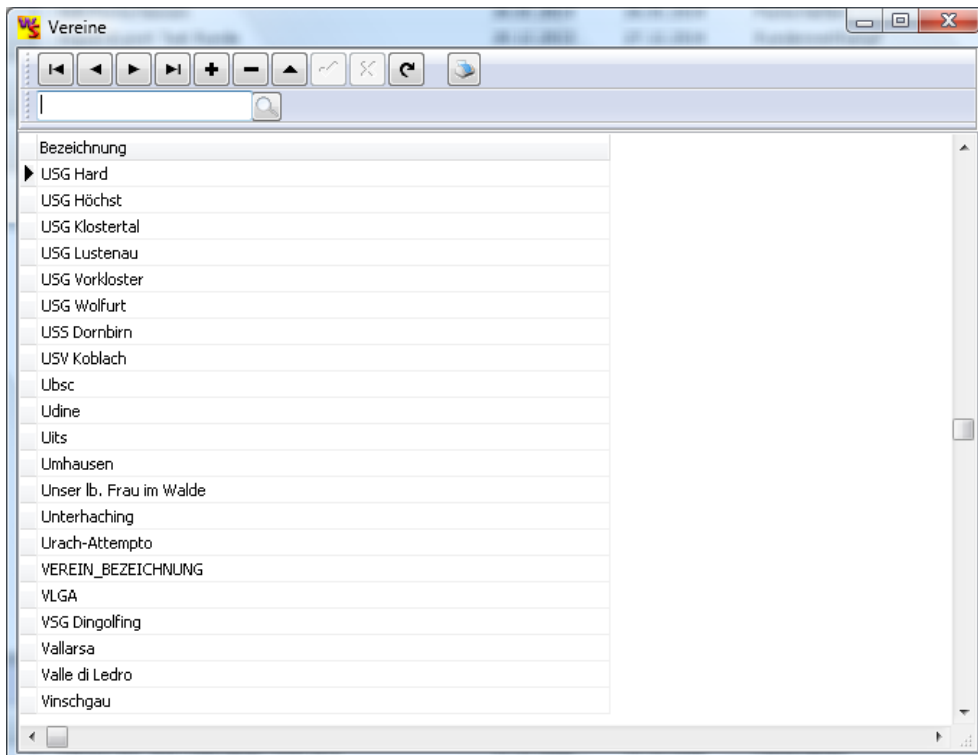 Vereine
Bezeichnung
USG Hard
USG Höchst
USG Klostertal
USG Lustenau
USG Vorkloster
USG Wolfurt
USS Dornbirn
USV Koblach
Ubsc
Udine
Uits
Umhausen
Unser lb. Frau im Walde
Unterhaching
Urach-Attempto
VEREIN_BEZEICHNUNG
VLGA
VSG Dingolfing
Vallarsa
Valle di Ledro
Vinschgau